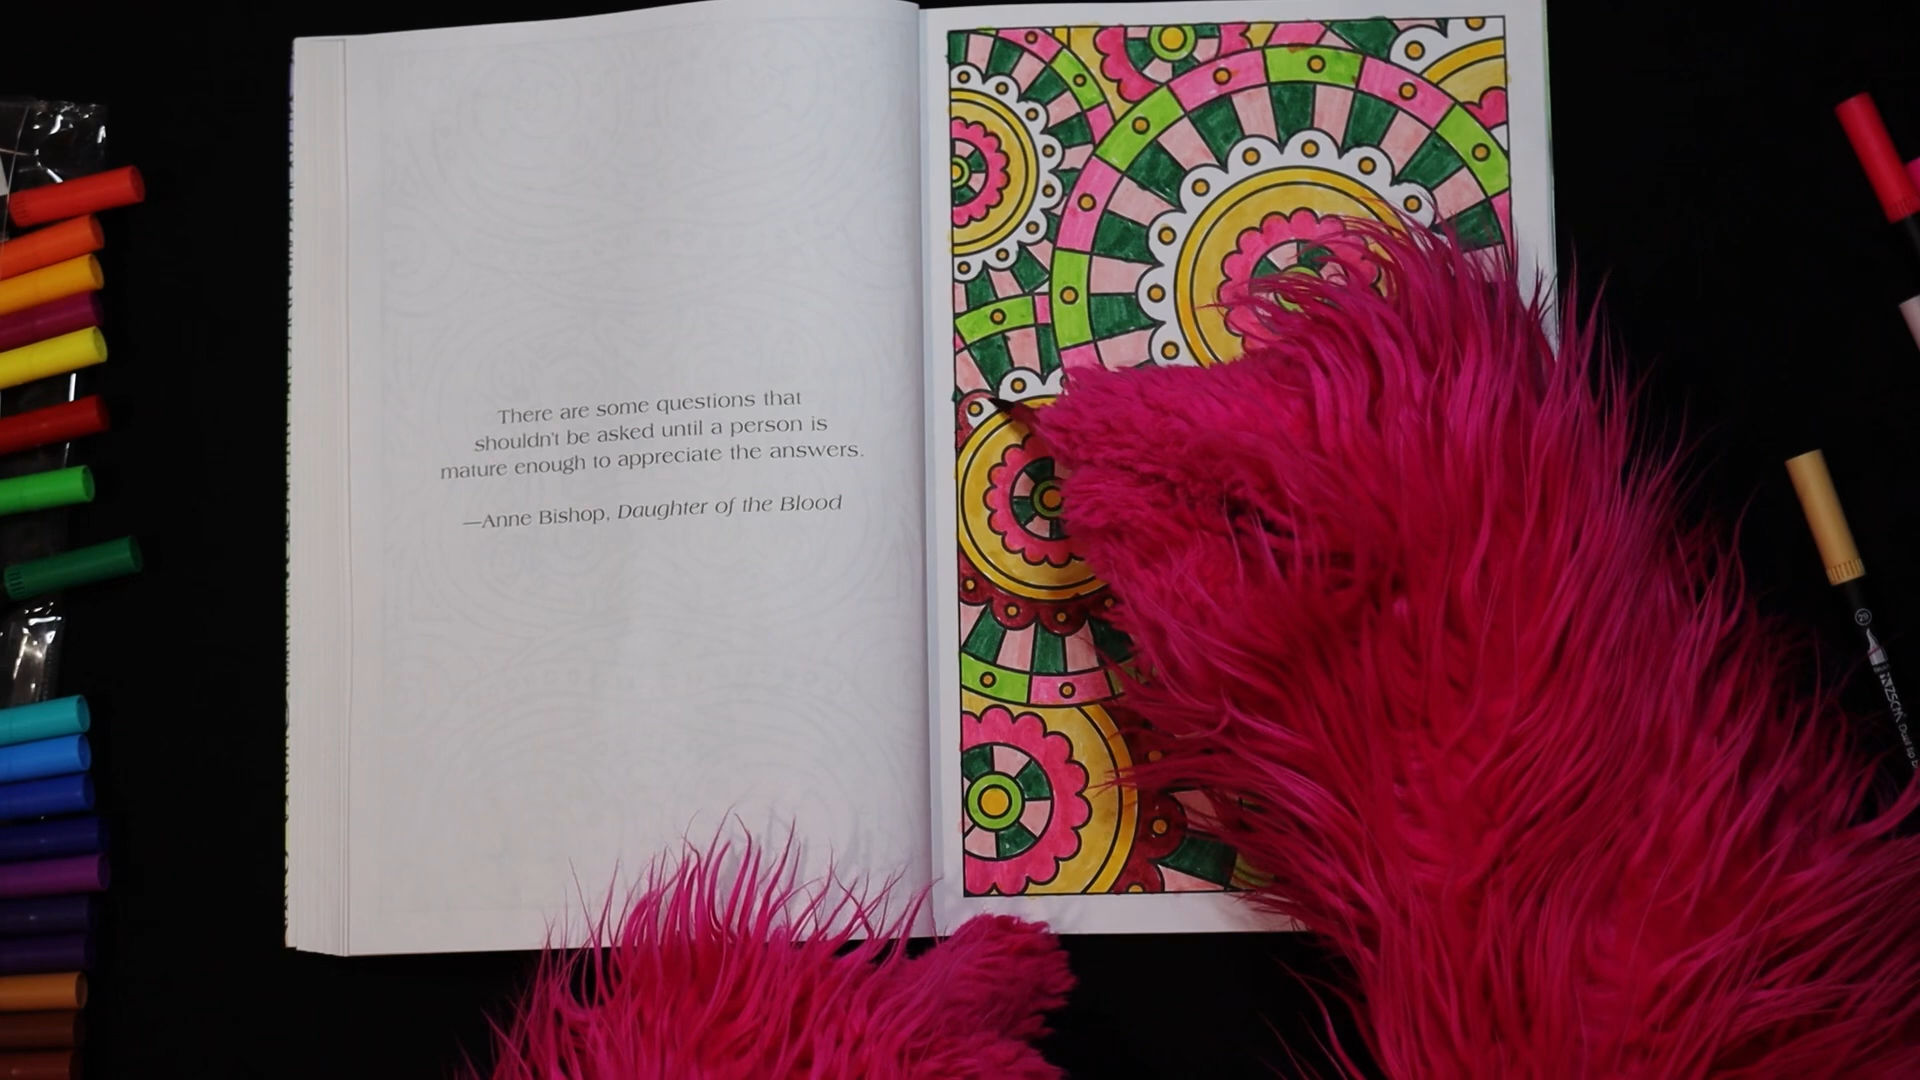 There are some questions that
shouldn't be asked until a person is
mature enough to appreciate the answers.
—Anne Bishop, Daughter of the Blood
29